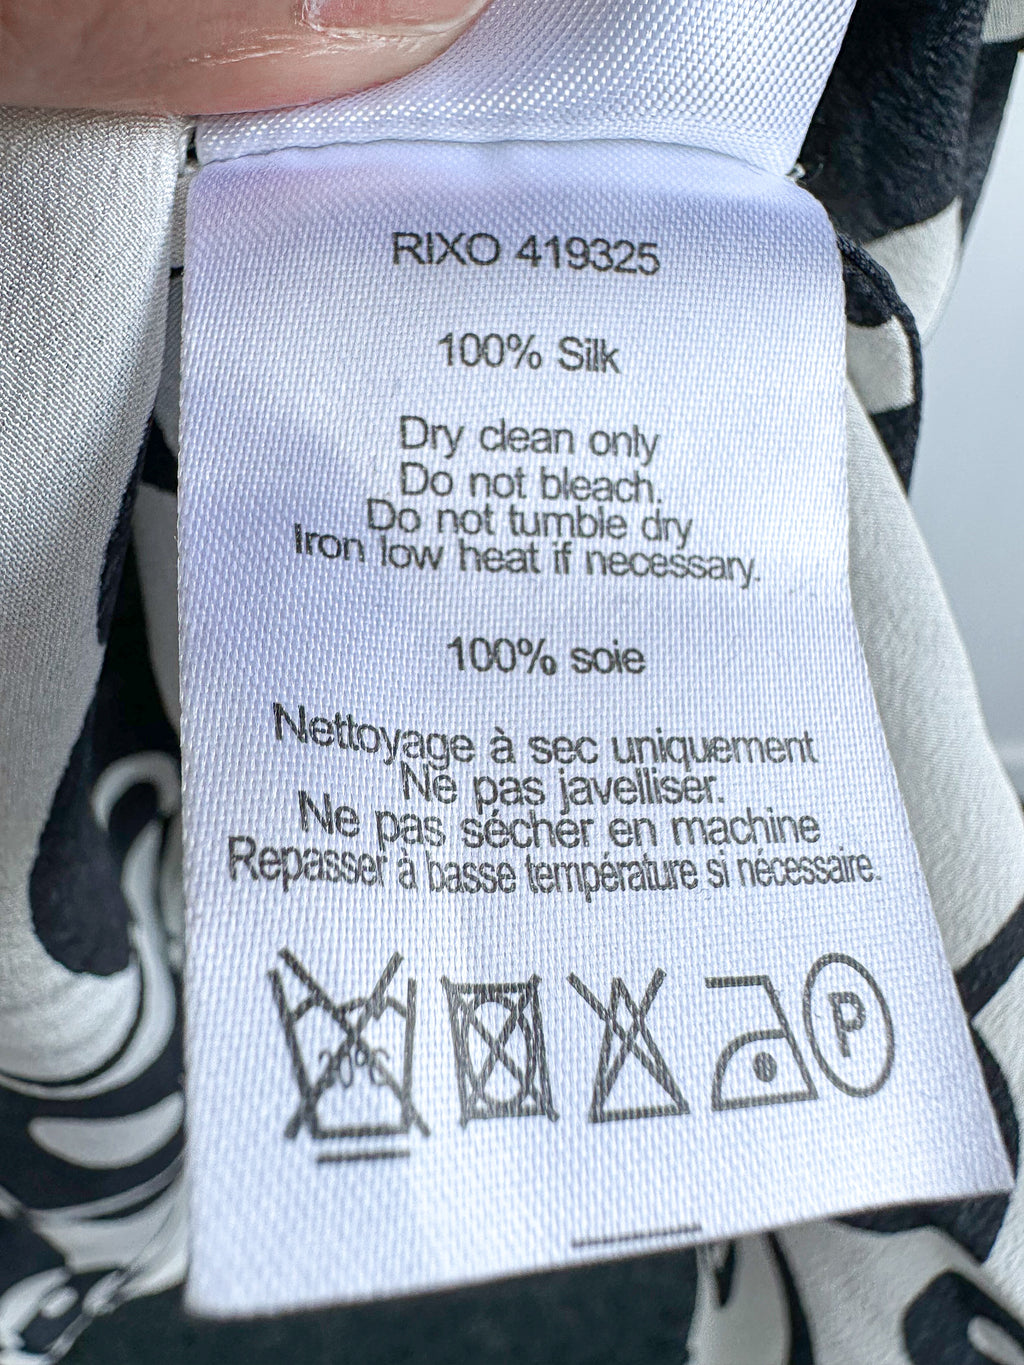 RIXO 419325
100% Silk
Dry clean only
Do not bleach.
Do not tumble dry
Iron low heat if necessary.
100% soie
Nettoyage à sec uniquement
Ne pas javelliser.
Ne pas sécher en machine
Repasser à basse température si nécessaire.
30°C
P